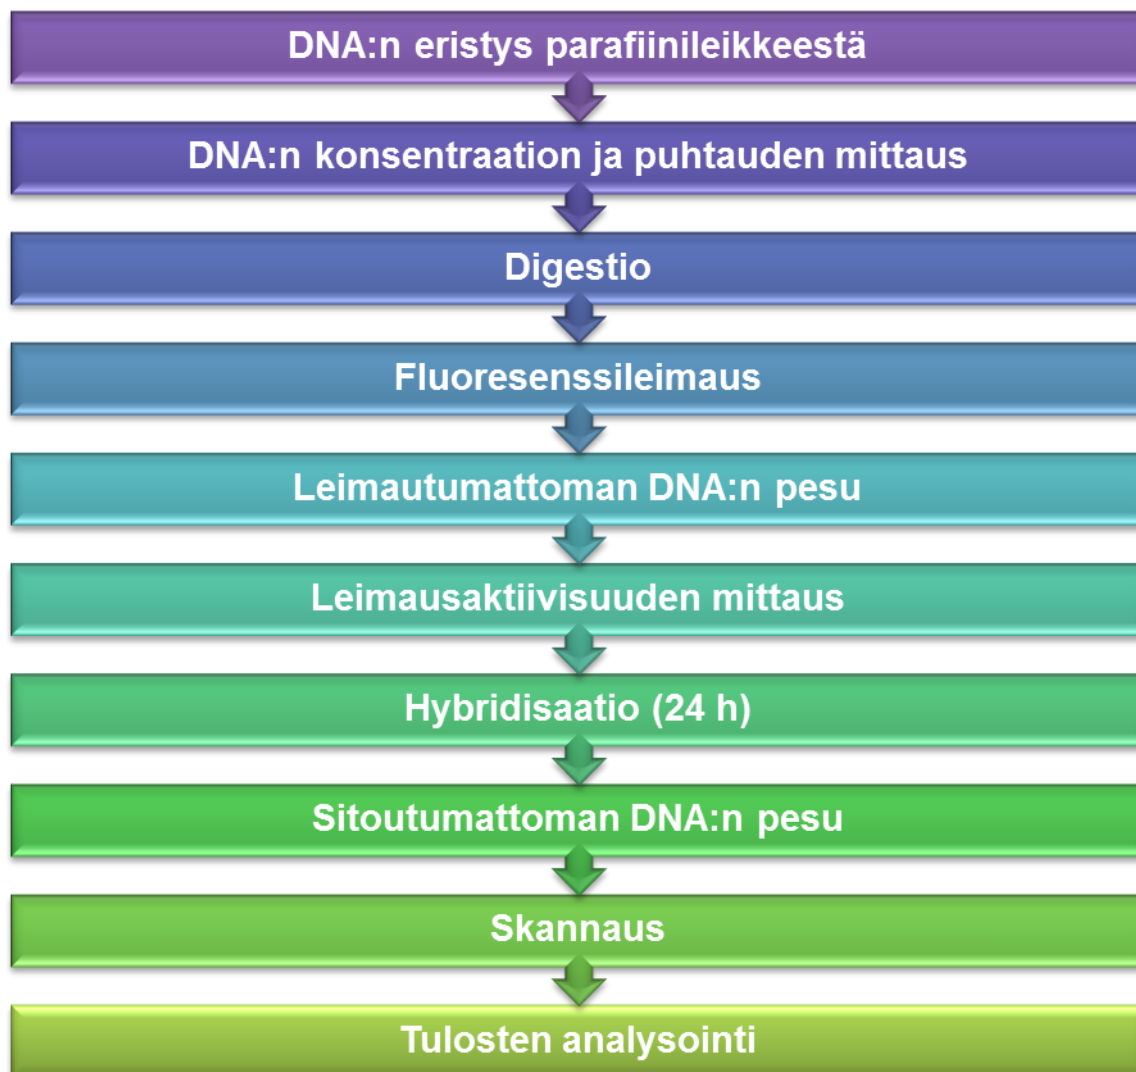 DNA:n eristys parafiinileikkeestä
DNA:n konsentraation ja puhtauden mittaus
Digestio
Fluoresenssileimaus
Leimautumattoman DNA:n pesu
Leimausaktiivisuuden mittaus
Hybridisaatio (24 h)
Sitoutumattoman DNA:n pesu
Skannaus
Tulosten analysointi